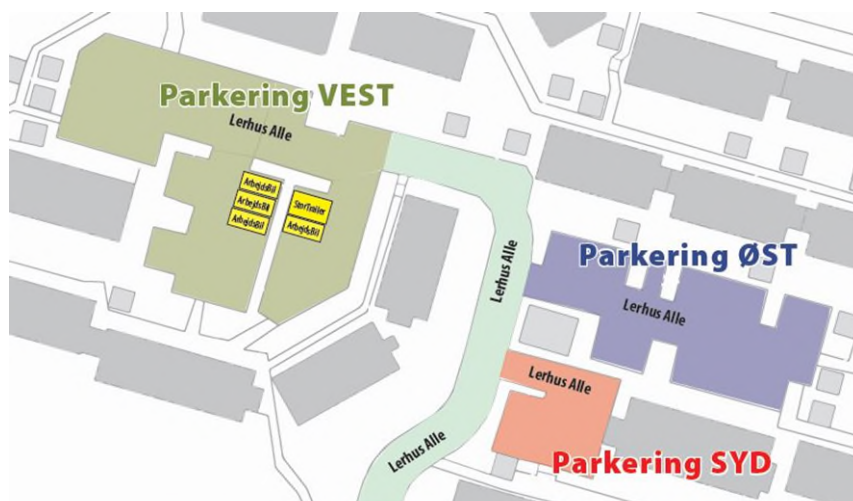 Parkering VEST
Lerhus Alle
ArbejdsBil
ArbejdsBil
ArbejdsBil
StorTrailer
ArbejdsBil
Lerhus Alle
Parkering ØST
Lerhus Alle
Lerhus Alle
Lerhus Alle
Parkering SYD